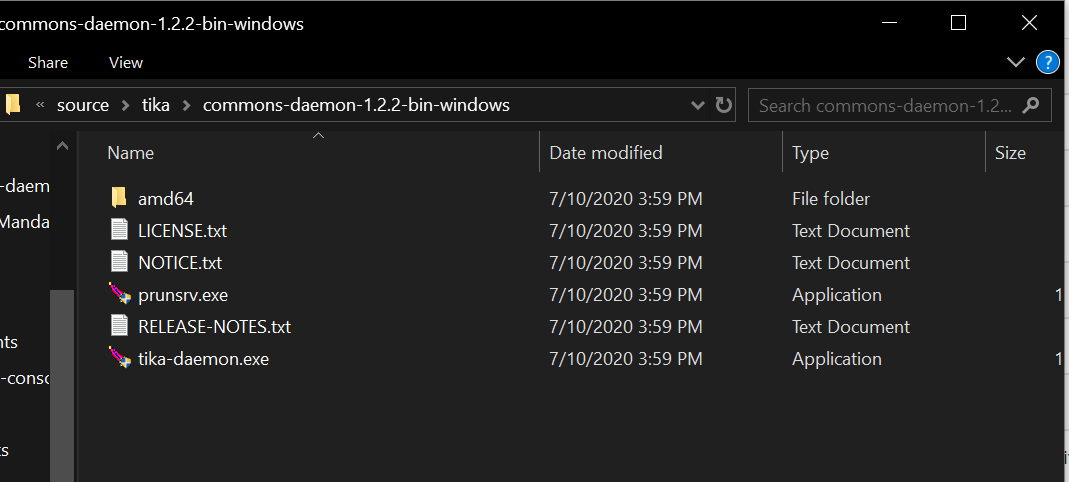 commons-daemon-1.2.2-bin-windows
Share View
« source > tika > commons-daemon-1.2.2-bin-windows Search commons-daemon-1.2...
Name Date modified Type Size
amd64 7/10/2020 3:59 PM File folder
LICENSE.txt 7/10/2020 3:59 PM Text Document
NOTICE.txt 7/10/2020 3:59 PM Text Document
prunsrv.exe 7/10/2020 3:59 PM Application 1
RELEASE-NOTES.txt 7/10/2020 3:59 PM Text Document
tika-daemon.exe 7/10/2020 3:59 PM Application 1
-daem
Manda
nts
-consc
ts